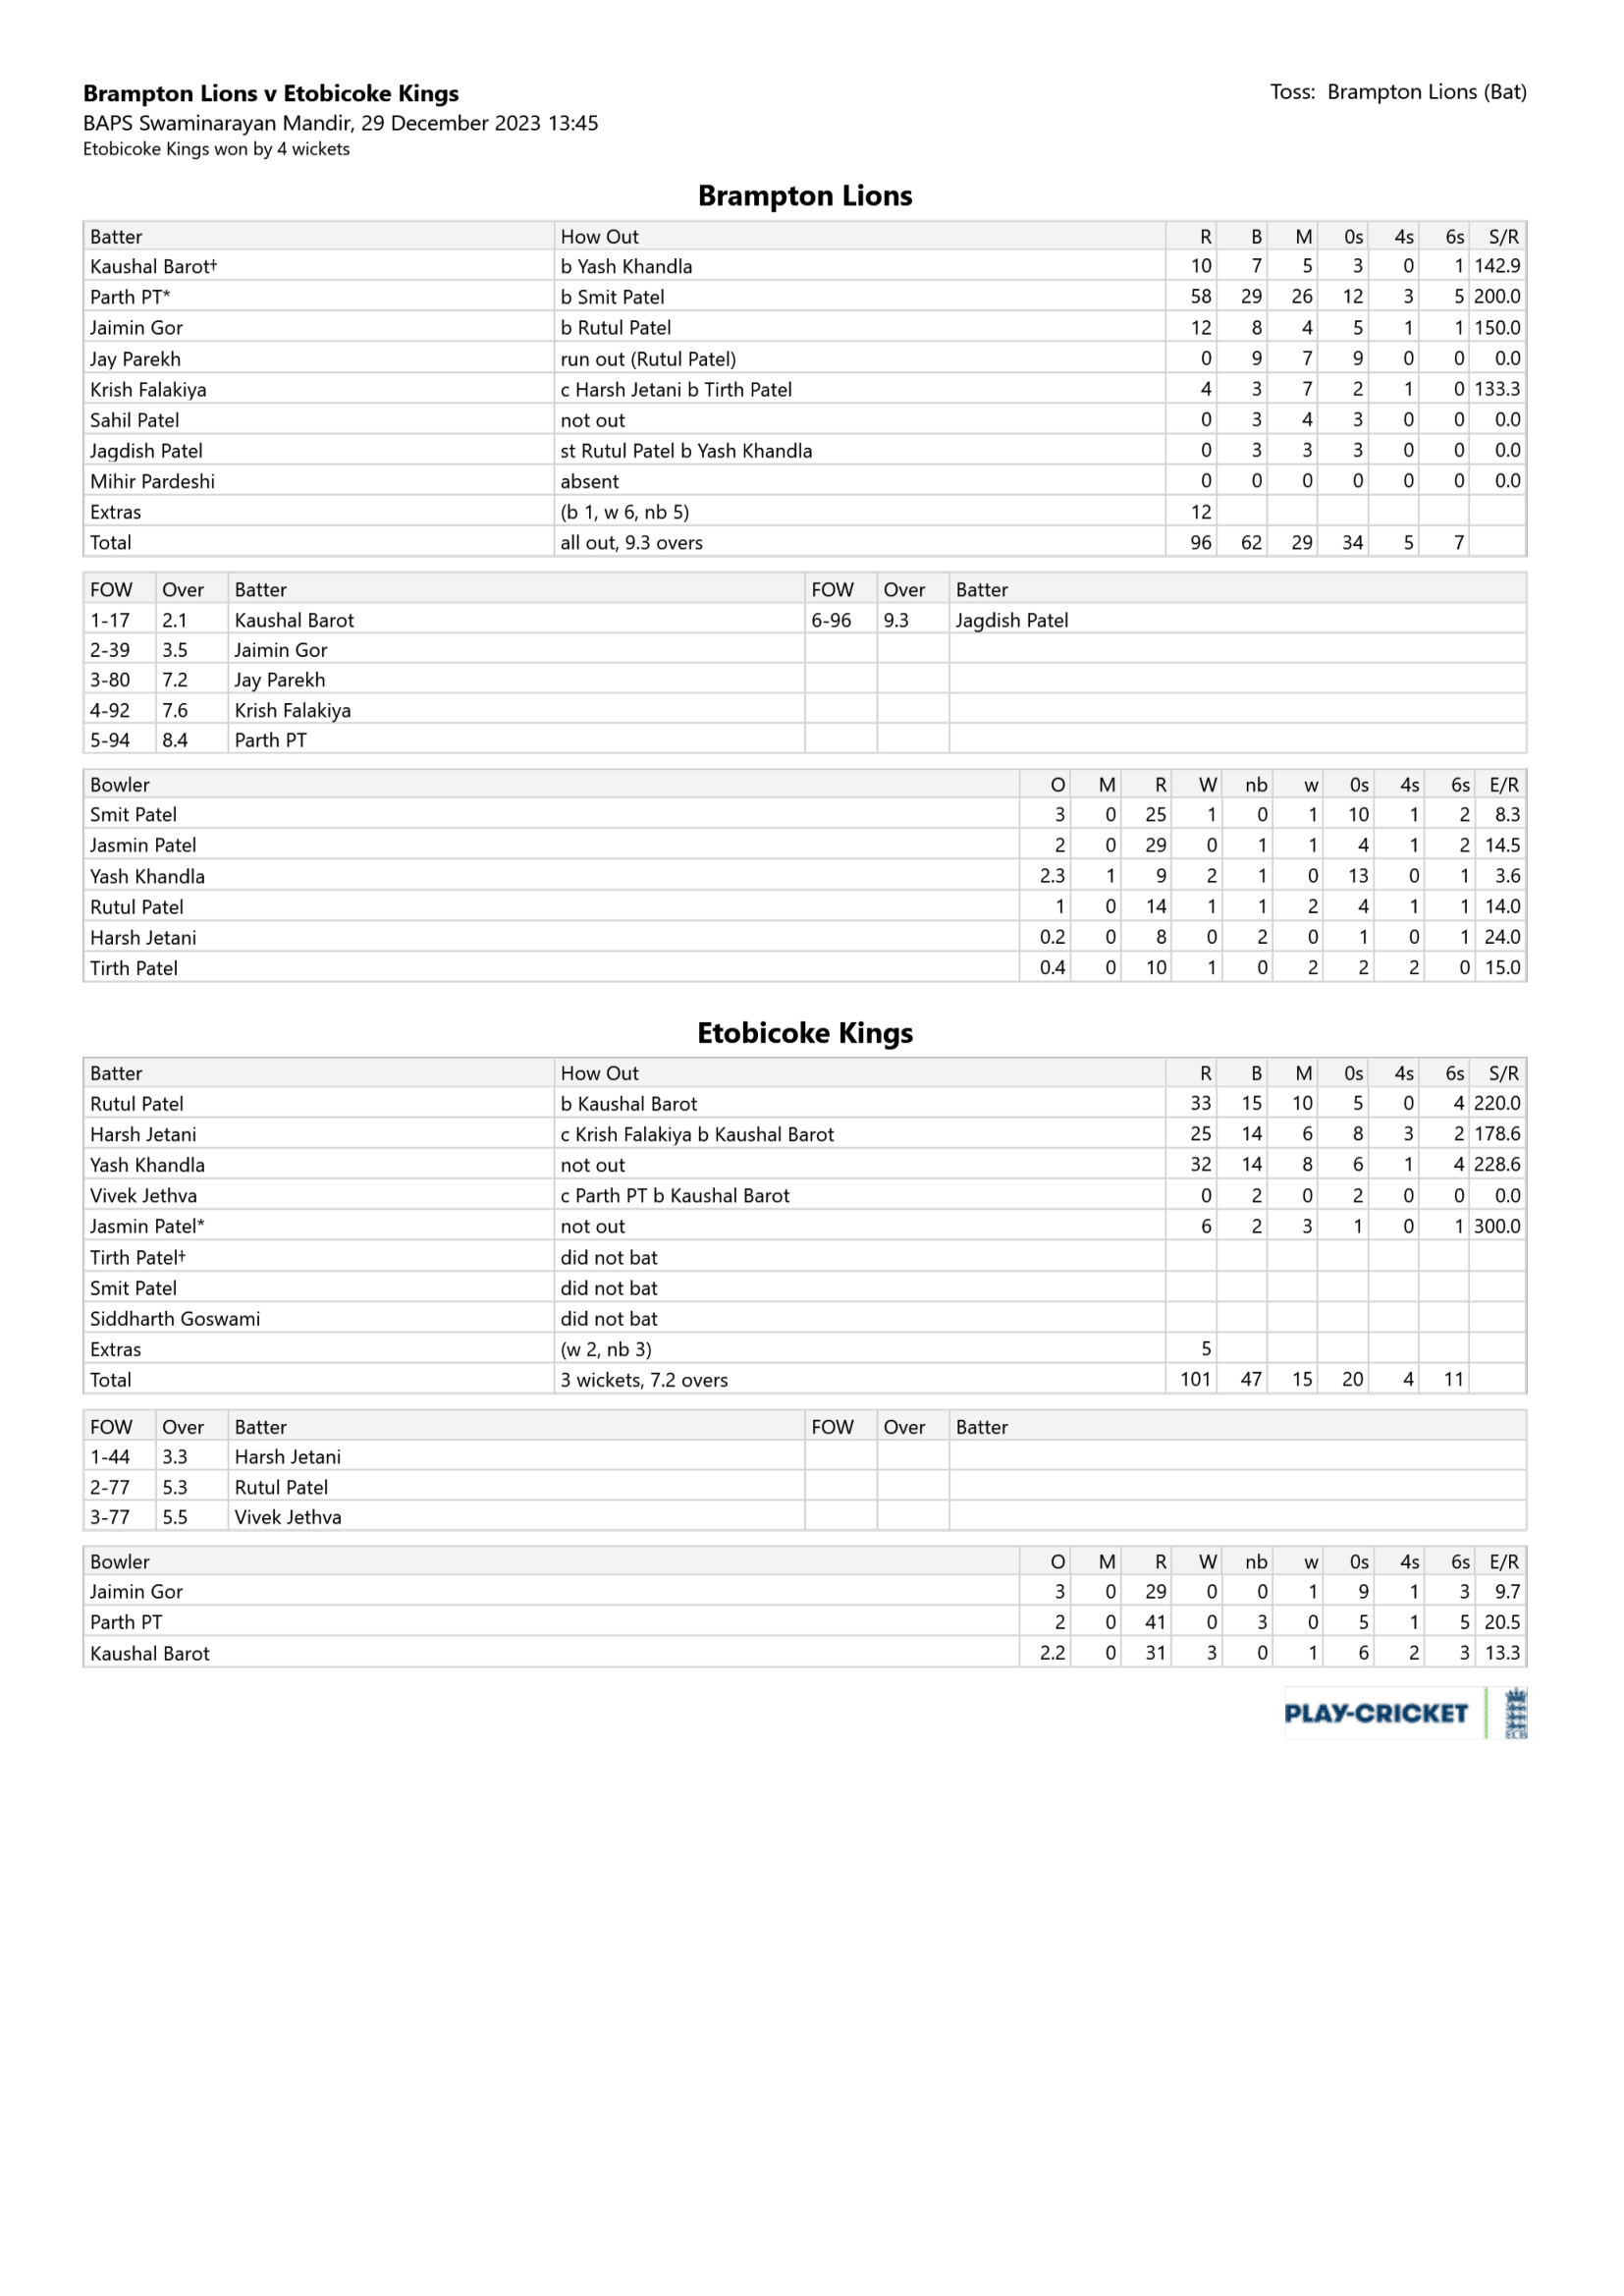 Brampton Lions v Etobicoke Kings Toss: Brampton Lions (Bat)
BAPS Swaminarayan Mandir, 29 December 2023 13:45
Etobicoke Kings won by 4 wickets
Brampton Lions
Batter How Out R B M 0s 4s 6s S/R
Kaushal Barot† b Yash Khandla 10 7 5 3 0 1 142.9
Parth PT* b Smit Patel 58 29 26 12 3 5 200.0
Jaimin Gor b Rutul Patel 12 8 4 5 1 1 150.0
Jay Parekh run out (Rutul Patel) 0 9 7 9 0 0 0.0
Krish Falakiya c Harsh Jetani b Tirth Patel 4 3 7 2 1 0 133.3
Sahil Patel not out 0 3 4 3 0 0 0.0
Jagdish Patel st Rutul Patel b Yash Khandla 0 3 3 3 0 0 0.0
Mihir Pardeshi absent 0 0 0 0 0 0 0.0
Extras (b 1, w 6, nb 5) 12
Total all out, 9.3 overs 96 62 29 34 5 7
FOW Over Batter FOW Over Batter
1-17 2.1 Kaushal Barot 6-96 9.3 Jagdish Patel
2-39 3.5 Jaimin Gor
3-80 7.2 Jay Parekh
4-92 7.6 Krish Falakiya
5-94 8.4 Parth PT
Bowler O M R W nb w 0s 4s 6s E/R
Smit Patel 3 0 25 1 0 1 10 1 2 8.3
Jasmin Patel 2 0 29 0 1 1 4 1 2 14.5
Yash Khandla 2.3 1 9 2 1 0 13 0 1 3.6
Rutul Patel 1 0 14 1 1 2 4 1 1 14.0
Harsh Jetani 0.2 0 8 0 2 0 1 0 1 24.0
Tirth Patel 0.4 0 10 1 0 2 2 2 0 15.0
Etobicoke Kings
Batter How Out R B M 0s 4s 6s S/R
Rutul Patel b Kaushal Barot 33 15 10 5 0 4 220.0
Harsh Jetani c Krish Falakiya b Kaushal Barot 25 14 6 8 3 2 178.6
Yash Khandla not out 32 14 8 6 1 4 228.6
Vivek Jethva c Parth PT b Kaushal Barot 0 2 0 2 0 0 0.0
Jasmin Patel* not out 6 2 3 1 0 1 300.0
Tirth Patel† did not bat
Smit Patel did not bat
Siddharth Goswami did not bat
Extras (w 2, nb 3) 5
Total 3 wickets, 7.2 overs 101 47 15 20 4 11
FOW Over Batter FOW Over Batter
1-44 3.3 Harsh Jetani
2-77 5.3 Rutul Patel
3-77 5.5 Vivek Jethva
Bowler O M R W nb w 0s 4s 6s E/R
Jaimin Gor 3 0 29 0 0 1 9 1 3 9.7
Parth PT 2 0 41 0 3 0 5 1 5 20.5
Kaushal Barot 2.2 0 31 3 0 1 6 2 3 13.3
PLAY-CRICKET